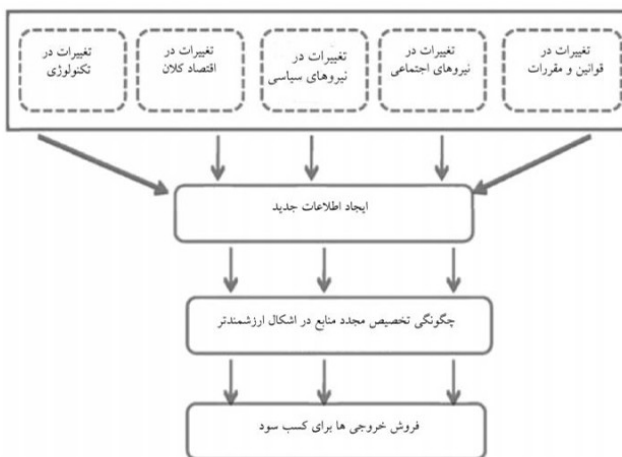 تغییرات در
قوانین و مقررات
تغییرات در
نیروهای اجتماعی
تغییرات در
نیروهای سیاسی
تغییرات در
اقتصاد کلان
تغییرات در
تکنولوژی
ایجاد اطلاعات جدید
چگونگی تخصیص مجدد منابع در اشکال ارزشمندتر
فروش خروجی ها برای کسب سود